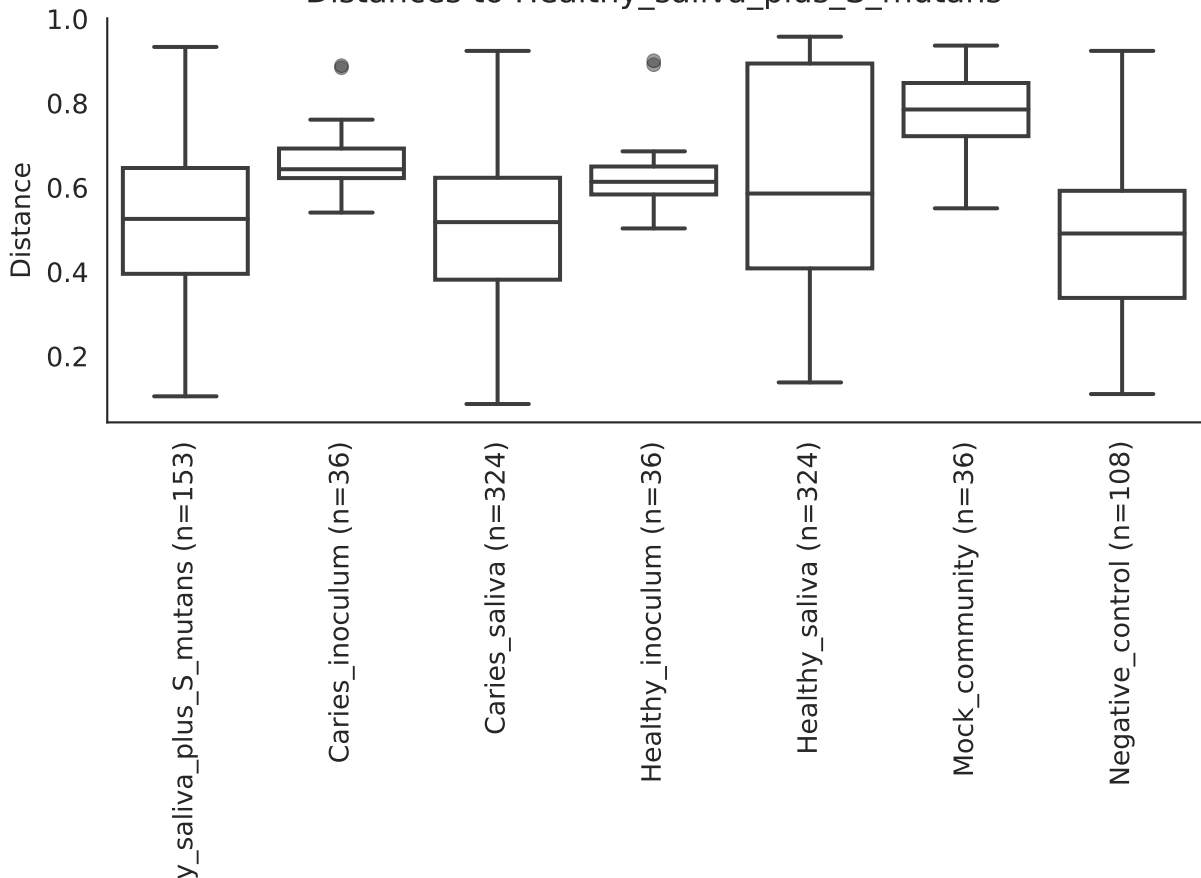 Distances to Healthy_saliva_plus_S_mutans
1.0
0.8
0.6
0.4
0.2
Distance
y_saliva_plus_S_mutans (n=153)
Caries_inoculum (n=36)
Caries_saliva (n=324)
Healthy_inoculum (n=36)
Healthy_saliva (n=324)
Mock_community (n=36)
Negative_control (n=108)